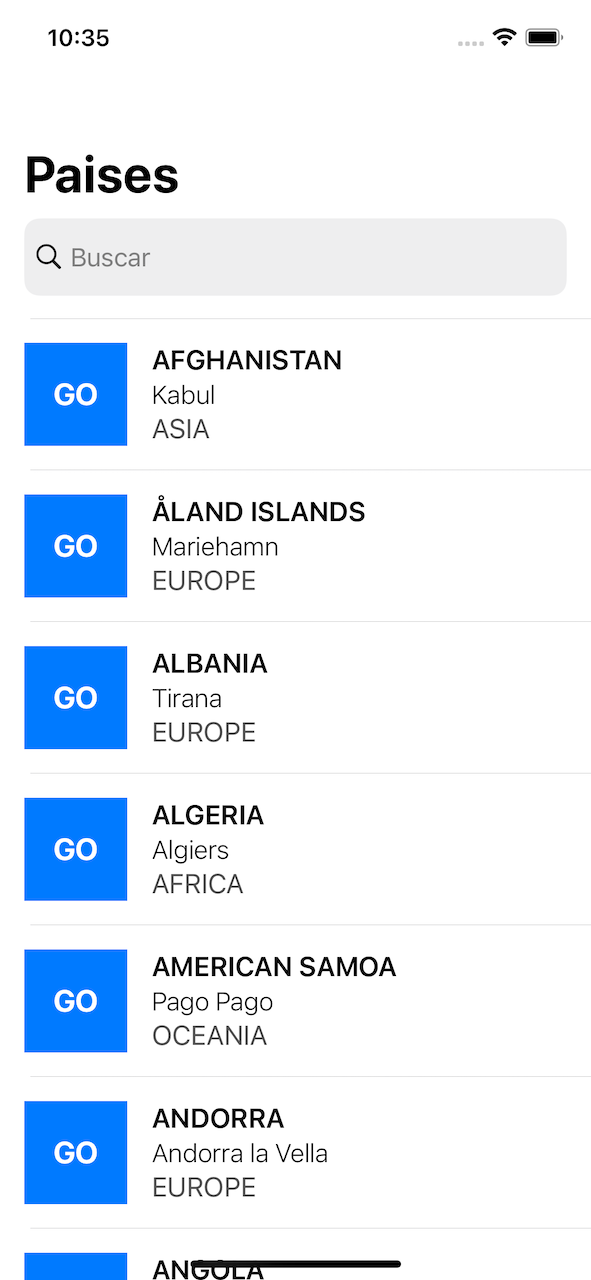 10:35
Paises
Buscar
GO
AFGHANISTAN
Kabul
ASIA
GO
ÅLAND ISLANDS
Mariehamn
EUROPE
GO
ALBANIA
Tirana
EUROPE
GO
ALGERIA
Algiers
AFRICA
GO
AMERICAN SAMOA
Pago Pago
OCEANIA
GO
ANDORRA
Andorra la Vella
EUROPE
ANGOLA